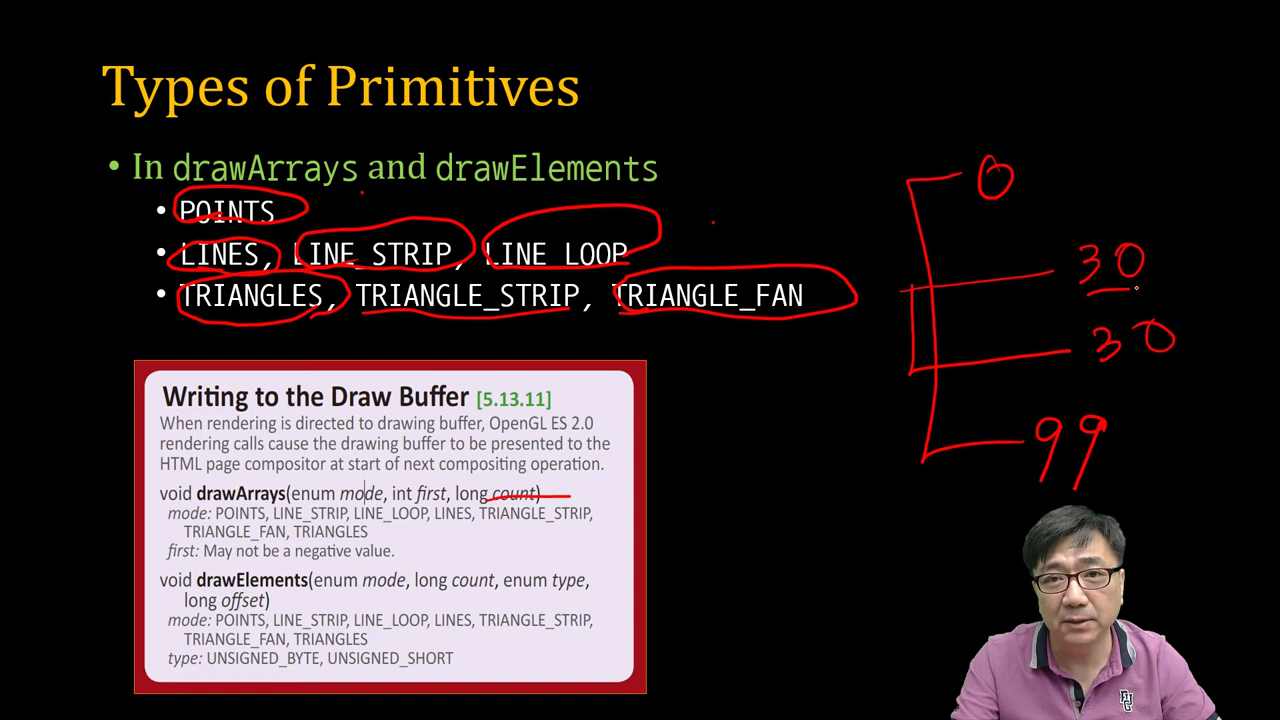 Types of Primitives
• In drawArrays and drawElements
• POINTS
• LINES, LINE_STRIP, LINE_LOOP
• TRIANGLES, TRIANGLE_STRIP, TRIANGLE_FAN
Writing to the Draw Buffer [5.13.11]
When rendering is directed to drawing buffer, OpenGL ES 2.0
rendering calls cause the drawing buffer to be presented to the
HTML page compositor at start of next compositing operation.
void drawArrays(enum mode, int first, long count)
mode: POINTS, LINE_STRIP, LINE_LOOP, LINES, TRIANGLE_STRIP,
TRIANGLE_FAN, TRIANGLES
first: May not be a negative value.
void drawElements(enum mode, long count, enum type,
long offset)
mode: POINTS, LINE_STRIP, LINE_LOOP, LINES, TRIANGLE_STRIP,
TRIANGLE_FAN, TRIANGLES
type: UNSIGNED_BYTE, UNSIGNED_SHORT
0
30
30
99